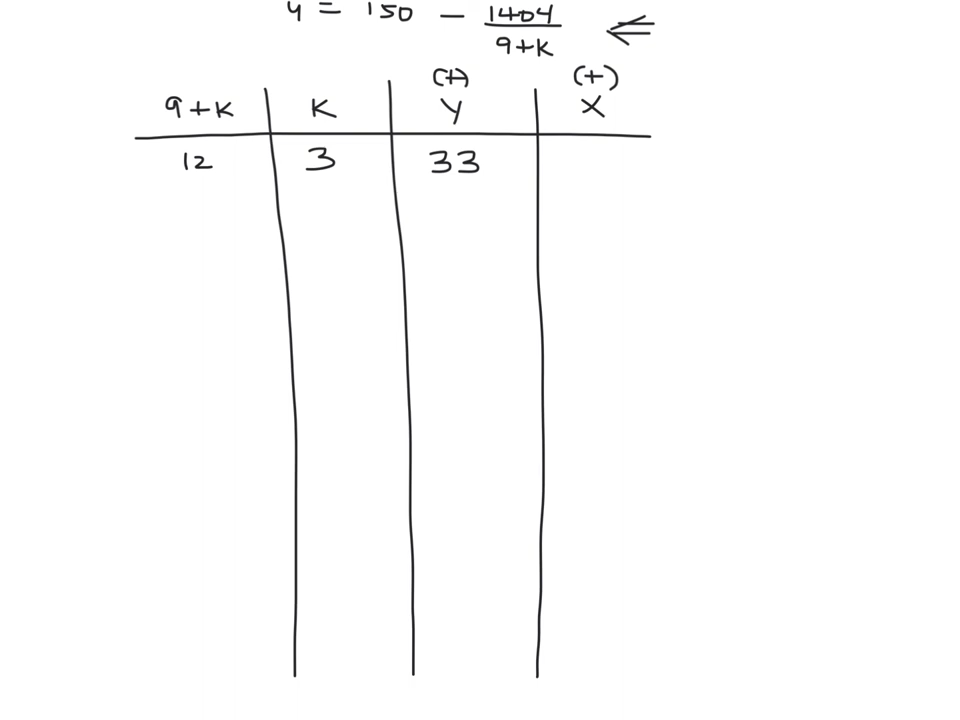 y = 150 - 1404/9+k
(+) (+)
9+k K Y X
12 3 33